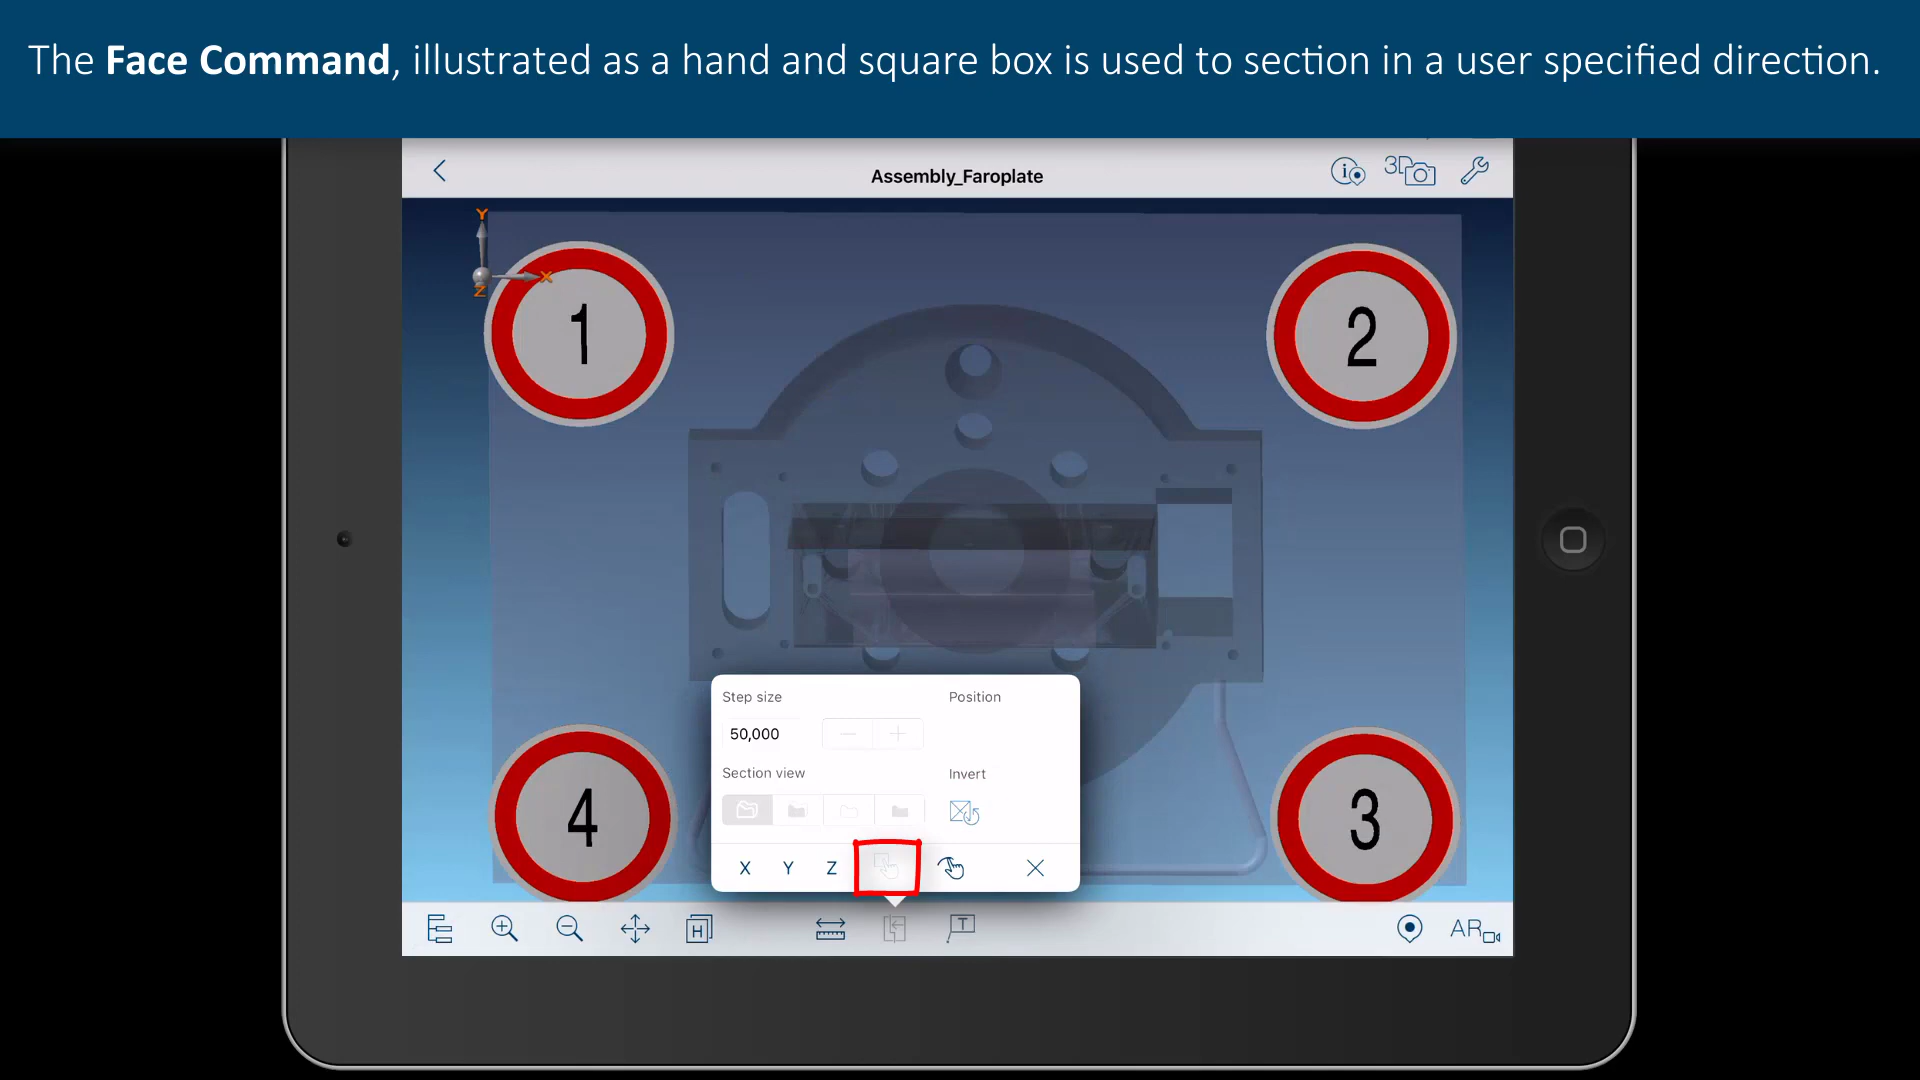 The Face Command, illustrated as a hand and square box is used to section in a user specified direction.
Assembly_Faroplate
3D
Y
X
Z
1
2
4
3
Step size
Position
50,000
Section view
Invert
X Y Z
H
T
AR